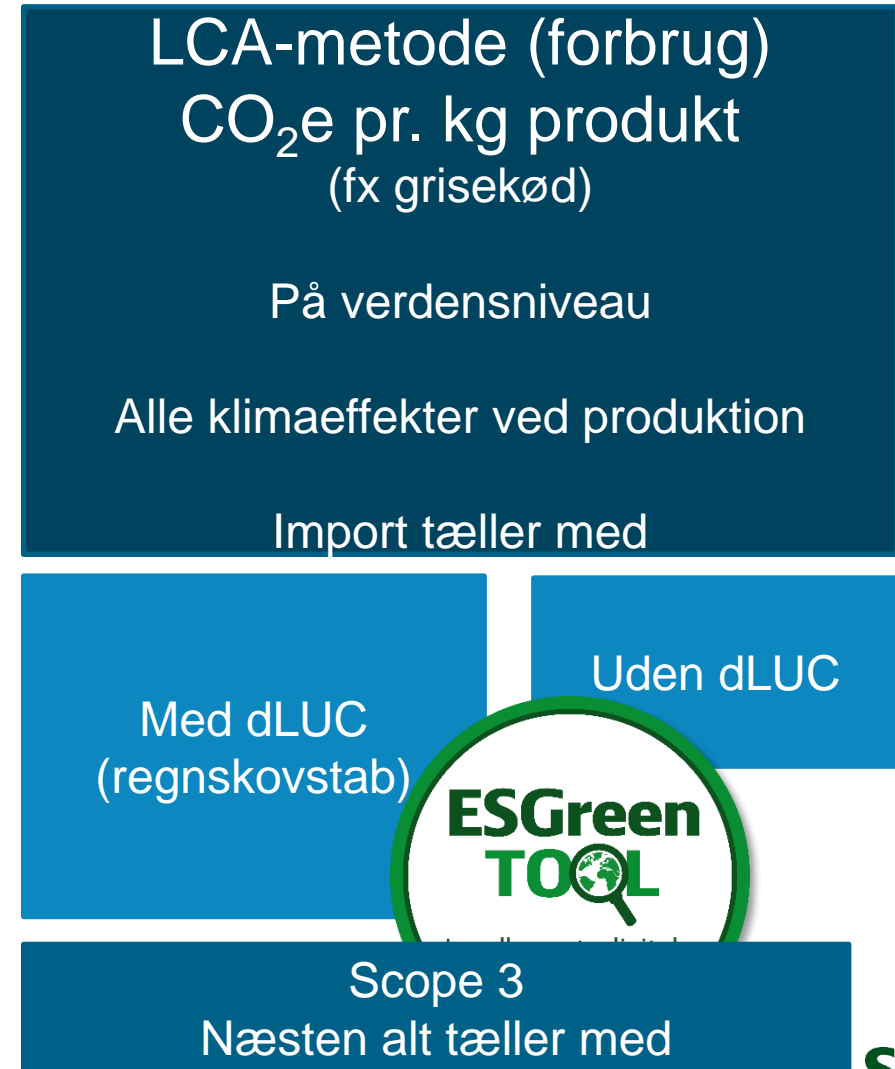 LCA-metode (forbrug)
CO₂e pr. kg produkt
(fx grisekød)
På verdensniveau
Alle klimaeffekter ved produktion
Import tæller med
Med dLUC
(regnskovstab)
Uden dLUC
ESGreen
TOOL
Scope 3
Næsten alt tæller med